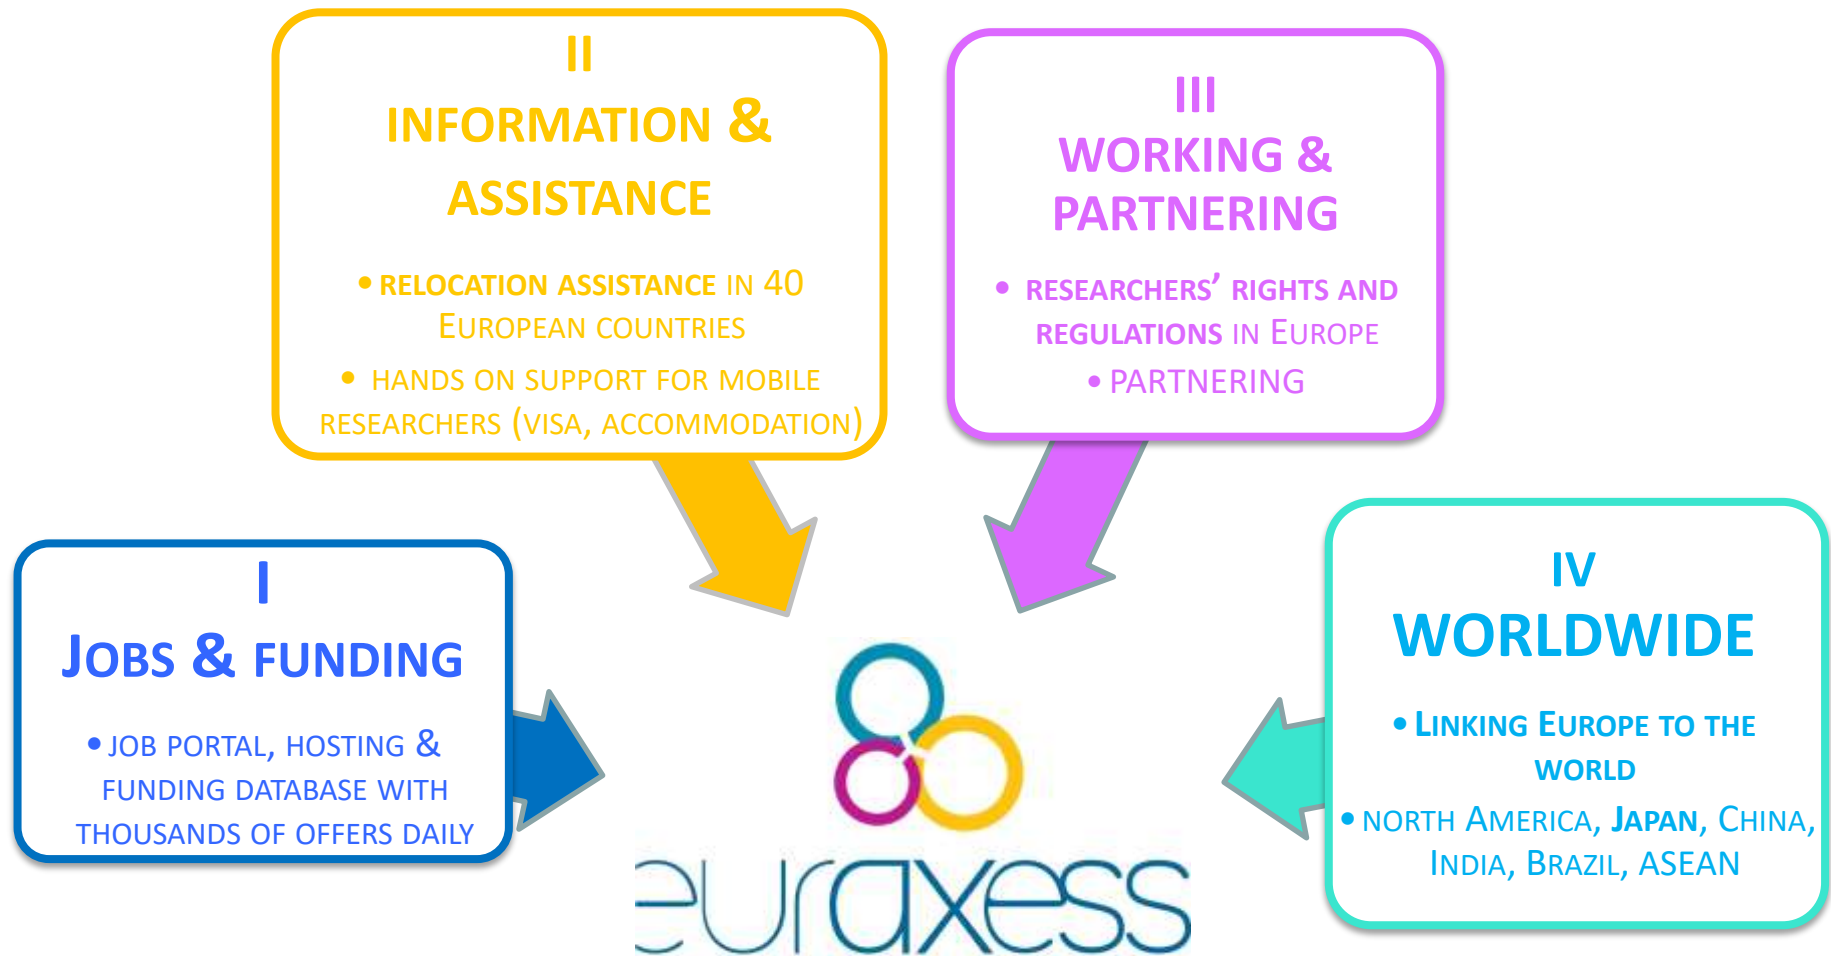 I
JOBS & FUNDING
• JOB PORTAL, HOSTING &
FUNDING DATABASE WITH
THOUSANDS OF OFFERS DAILY
II
INFORMATION &
ASSISTANCE
• RELOCATION ASSISTANCE IN 40
EUROPEAN COUNTRIES
• HANDS ON SUPPORT FOR MOBILE
RESEARCHERS (VISA, ACCOMMODATION)
III
WORKING &
PARTNERING
• RESEARCHERS’ RIGHTS AND
REGULATIONS IN EUROPE
• PARTNERING
IV
WORLDWIDE
• LINKING EUROPE TO THE
WORLD
• NORTH AMERICA, JAPAN, CHINA,
INDIA, BRAZIL, ASEAN
euraxess